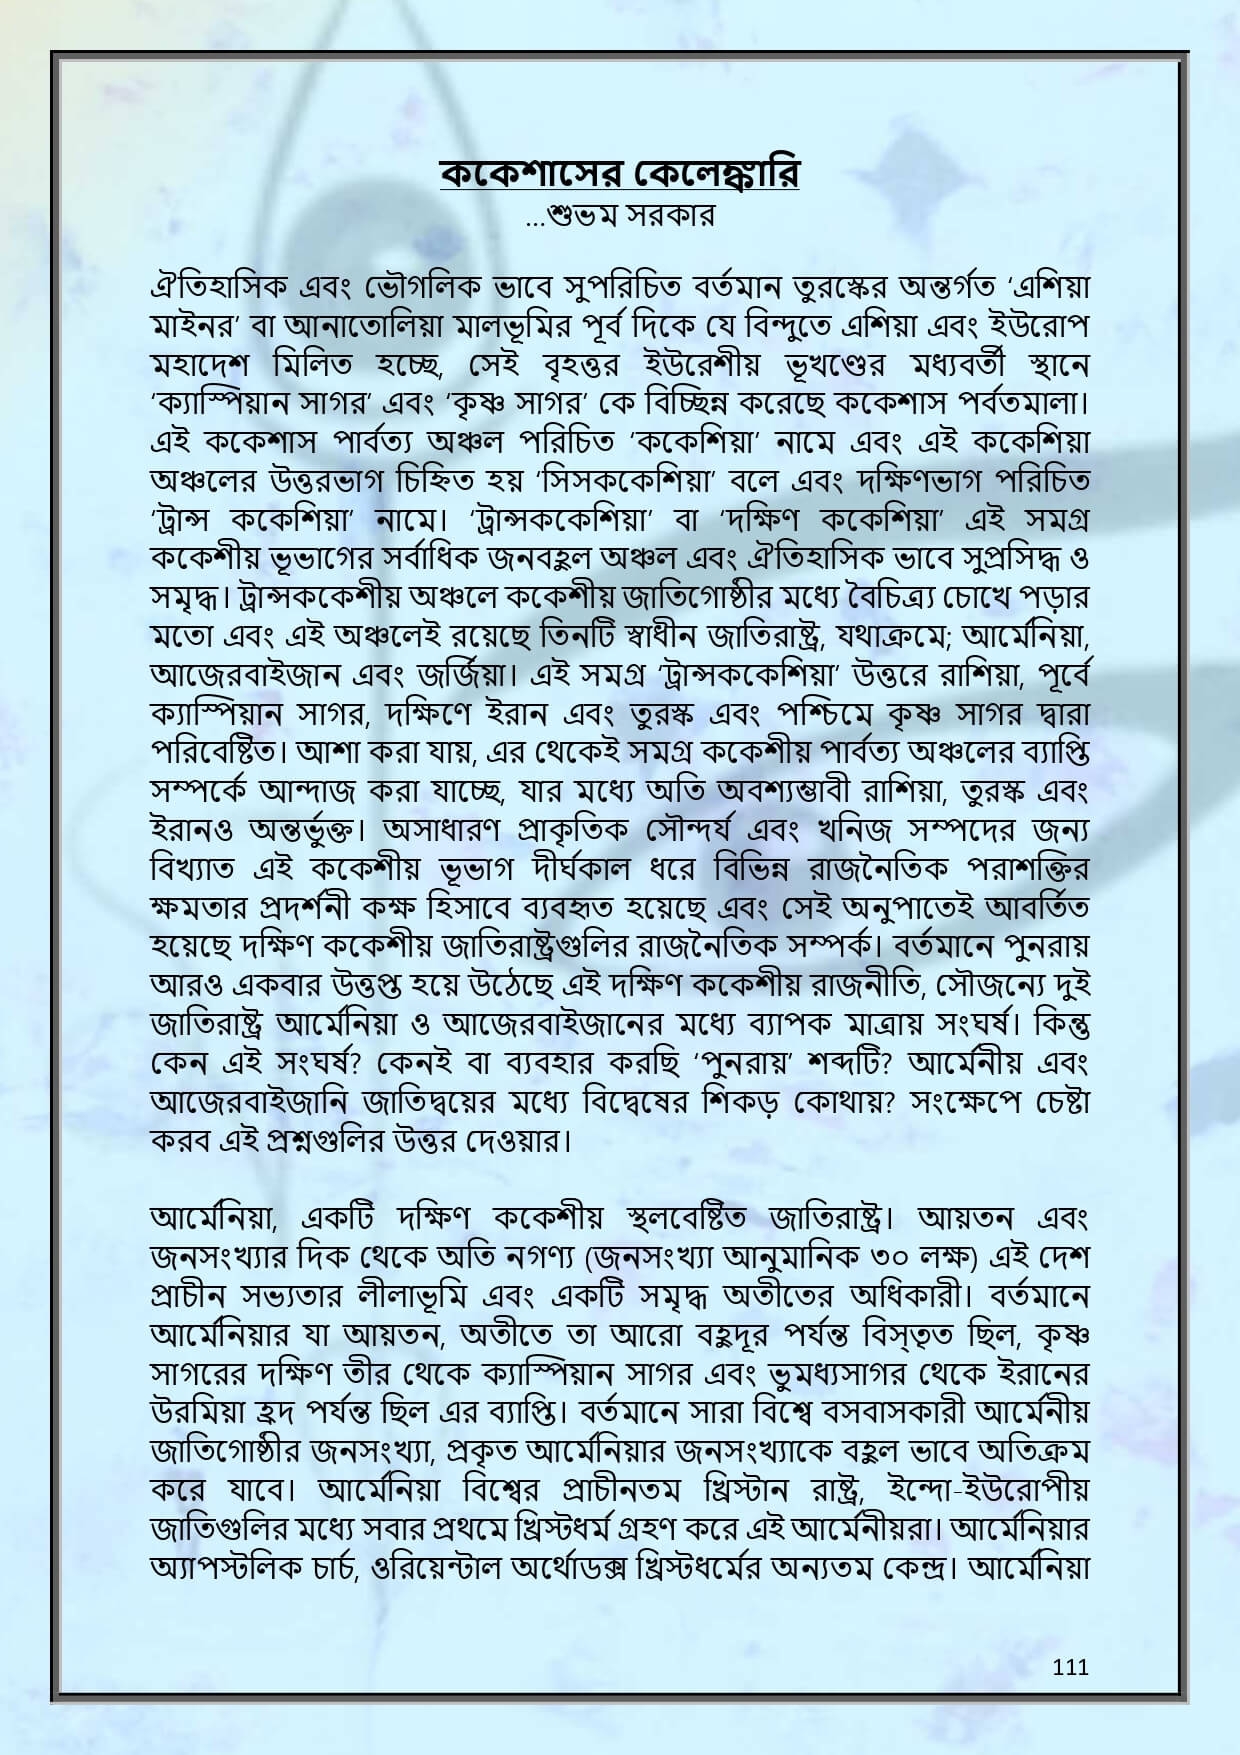 ককেশাসের কেলেঙ্কারি
...শুভম সরকার
ঐতিহাসিক এবং ভৌগলিক ভাবে সুপরিচিত বর্তমান তুরস্কের অন্তর্গত ‘এশিয়া
মাইনর’ বা আনাতোলিয়া মালভূমির পূর্ব দিকে যে বিন্দুতে এশিয়া এবং ইউরোপ
মহাদেশ মিলিত হচ্ছে, সেই বৃহত্তর ইউরেশীয় ভূখণ্ডের মধ্যবর্তী স্থানে
‘ক্যাস্পিয়ান সাগর’ এবং ‘কৃষ্ণ সাগর’ কে বিচ্ছিন্ন করেছে ককেশাস পর্বতমালা।
এই ককেশাস পার্বত্য অঞ্চল পরিচিত ‘ককেশিয়া’ নামে এবং এই ককেশিয়া
অঞ্চলের উত্তরভাগ চিহ্নিত হয় ‘সিসককেশিয়া’ বলে এবং দক্ষিণভাগ পরিচিত
‘ট্রান্স ককেশিয়া’ নামে। ‘ট্রান্সককেশিয়া’ বা ‘দক্ষিণ ককেশিয়া’ এই সমগ্র
ককেশীয় ভূভাগের সর্বাধিক জনবহুল অঞ্চল এবং ঐতিহাসিক ভাবে সুপ্রসিদ্ধ ও
সমৃদ্ধ। ট্রান্সককেশীয় অঞ্চলে ককেশীয় জাতিগোষ্ঠীর মধ্যে বৈচিত্র্য চোখে পড়ার
মতো এবং এই অঞ্চলেই রয়েছে তিনটি স্বাধীন জাতিরাষ্ট্র, যথাক্রমে; আর্মেনিয়া,
আজেরবাইজান এবং জর্জিয়া। এই সমগ্র ‘ট্রান্সককেশিয়া’ উত্তরে রাশিয়া, পূর্বে
ক্যাস্পিয়ান সাগর, দক্ষিণে ইরান এবং তুরস্ক এবং পশ্চিমে কৃষ্ণ সাগর দ্বারা
পরিবেষ্টিত। আশা করা যায়, এর থেকেই সমগ্র ককেশীয় পার্বত্য অঞ্চলের ব্যাপ্তি
সম্পর্কে আন্দাজ করা যাচ্ছে, যার মধ্যে অতি অবশ্যম্ভাবী রাশিয়া, তুরস্ক এবং
ইরানও অন্তর্ভুক্ত। অসাধারণ প্রাকৃতিক সৌন্দর্য এবং খনিজ সম্পদের জন্য
বিখ্যাত এই ককেশীয় ভূভাগ দীর্ঘকাল ধরে বিভিন্ন রাজনৈতিক পরাশক্তির
ক্ষমতার প্রদর্শনী কক্ষ হিসাবে ব্যবহৃত হয়েছে এবং সেই অনুপাতেই আবর্তিত
হয়েছে দক্ষিণ ককেশীয় জাতিরাষ্ট্রগুলির রাজনৈতিক সম্পর্ক। বর্তমানে পুনরায়
আরও একবার উত্তপ্ত হয়ে উঠেছে এই দক্ষিণ ককেশীয় রাজনীতি, সৌজন্যে দুই
জাতিরাষ্ট্র আর্মেনিয়া ও আজেরবাইজানের মধ্যে ব্যাপক মাত্রায় সংঘর্ষ। কিন্তু
কেন এই সংঘর্ষ? কেনই বা ব্যবহার করছি ‘পুনরায়’ শব্দটি? আর্মেনীয় এবং
আজেরবাইজানি জাতিদ্বয়ের মধ্যে বিদ্বেষের শিকড় কোথায়? সংক্ষেপে চেষ্টা
করব এই প্রশ্নগুলির উত্তর দেওয়ার।
আর্মেনিয়া, একটি দক্ষিণ ককেশীয় স্থলবেষ্টিত জাতিরাষ্ট্র। আয়তন এবং
জনসংখ্যার দিক থেকে অতি নগণ্য (জনসংখ্যা আনুমানিক ৩০ লক্ষ) এই দেশ
প্রাচীন সভ্যতার লীলাভূমি এবং একটি সমৃদ্ধ অতীতের অধিকারী। বর্তমানে
আর্মেনিয়ার যা আয়তন, অতীতে তা আরো বহুদূর পর্যন্ত বিস্তৃত ছিল, কৃষ্ণ
সাগরের দক্ষিণ তীর থেকে ক্যাস্পিয়ান সাগর এবং ভুমধ্যসাগর থেকে ইরানের
উরমিয়া হ্রদ পর্যন্ত ছিল এর ব্যাপ্তি। বর্তমানে সারা বিশ্বে বসবাসকারী আর্মেনীয়
জাতিগোষ্ঠীর জনসংখ্যা, প্রকৃত আর্মেনিয়ার জনসংখ্যাকে বহুল ভাবে অতিক্রম
করে যাবে। আর্মেনিয়া বিশ্বের প্রাচীনতম খ্রিস্টান রাষ্ট্র, ইন্দো-ইউরোপীয়
জাতিগুলির মধ্যে সবার প্রথমে খ্রিস্টধর্ম গ্রহণ করে এই আর্মেনীয়রা। আর্মেনিয়ার
অ্যাপস্টলিক চার্চ, ওরিয়েন্টাল অর্থোডক্স খ্রিস্টধর্মের অন্যতম কেন্দ্র। আর্মেনিয়া
111